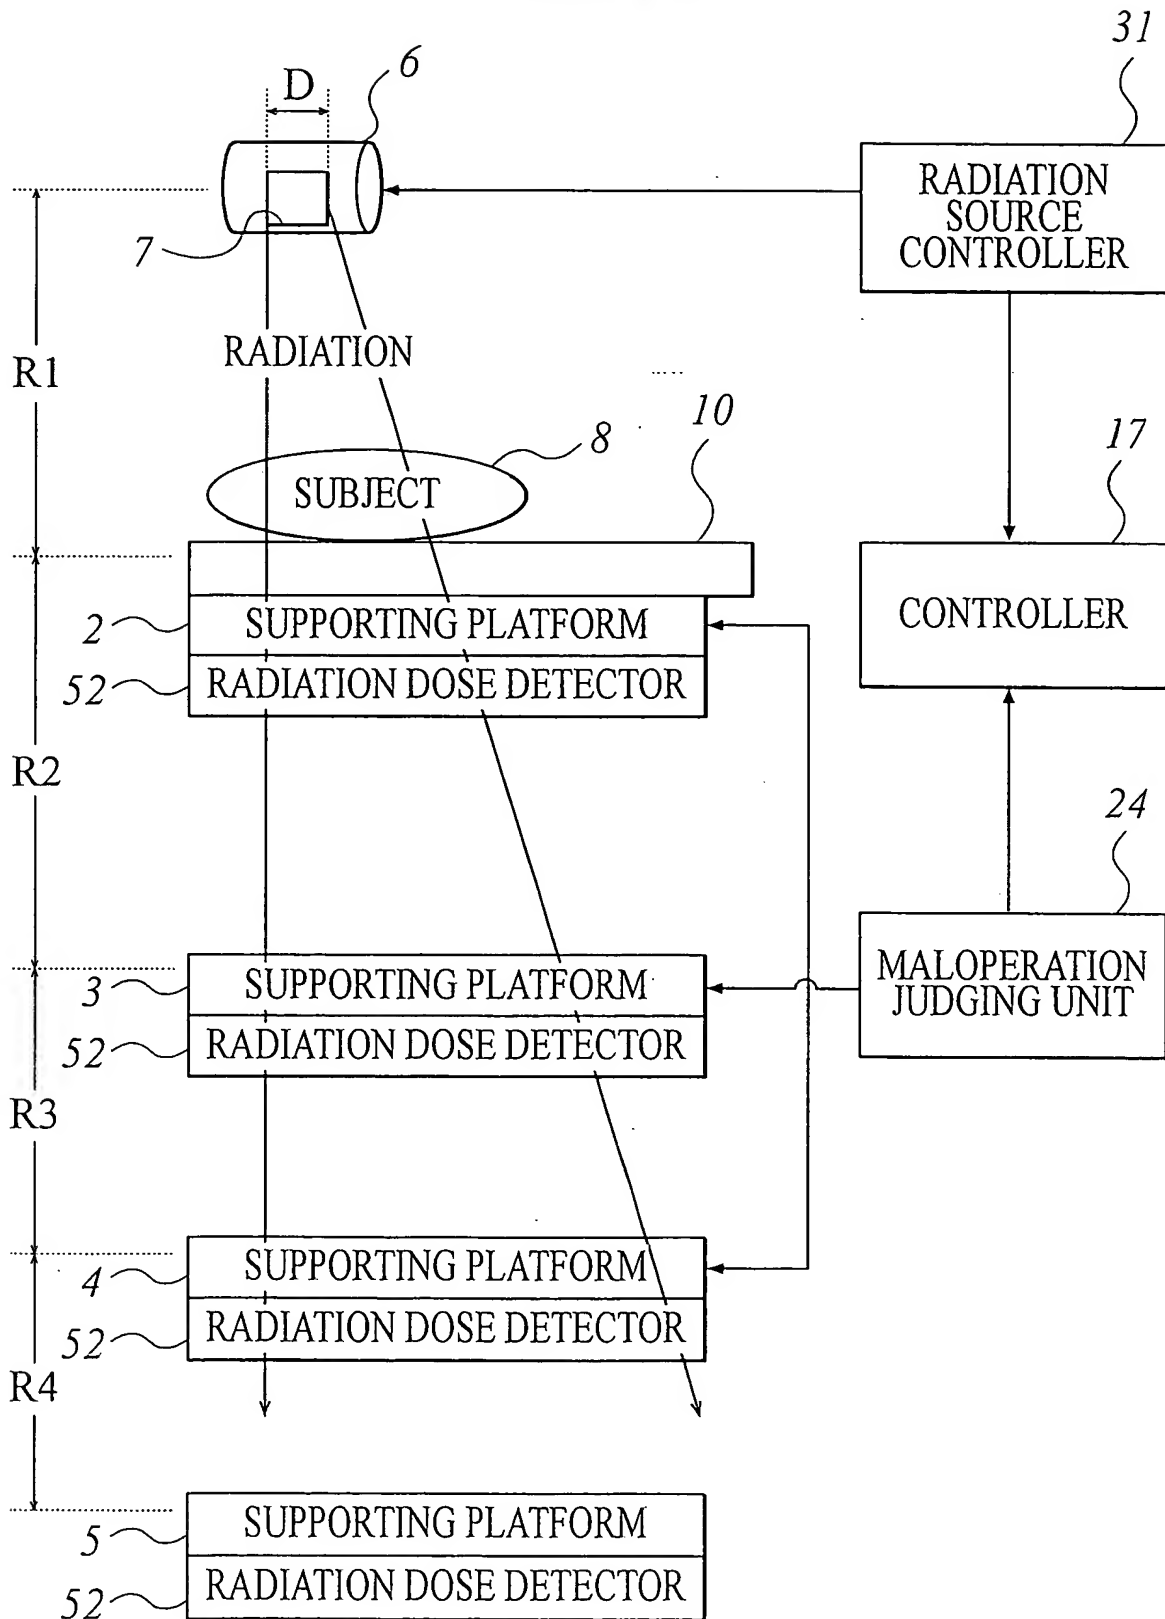 31
6
D
RADIATION
SOURCE
CONTROLLER
7
RADIATION
R1
10
8
17
SUBJECT
CONTROLLER
2
SUPPORTING PLATFORM
52
RADIATION DOSE DETECTOR
R2
24
3
SUPPORTING PLATFORM
MALOPERATION
JUDGING UNIT
52
RADIATION DOSE DETECTOR
R3
4
SUPPORTING PLATFORM
52
RADIATION DOSE DETECTOR
R4
5
SUPPORTING PLATFORM
52
RADIATION DOSE DETECTOR